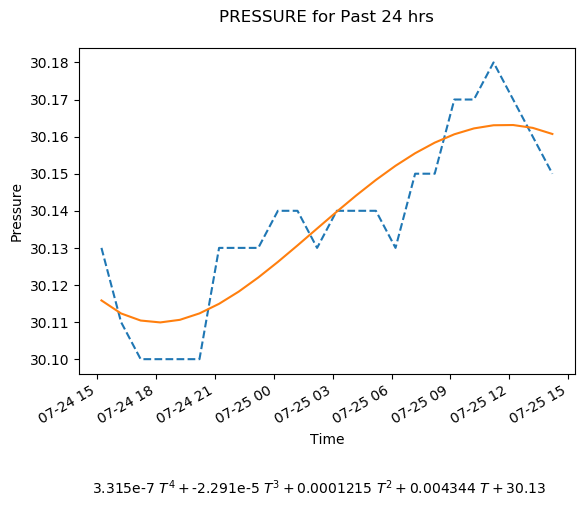 PRESSURE for Past 24 hrs
30.18
30.17
30.16
30.15
30.14
30.13
30.12
30.11
30.10
Pressure
07-24 15 07-24 18 07-24 21 07-25 00 07-25 03 07-25 06 07-25 09 07-25 12 07-25 15
Time
3.315e-7 T⁴ + -2.291e-5 T³ + 0.0001215 T² + 0.004344 T + 30.13